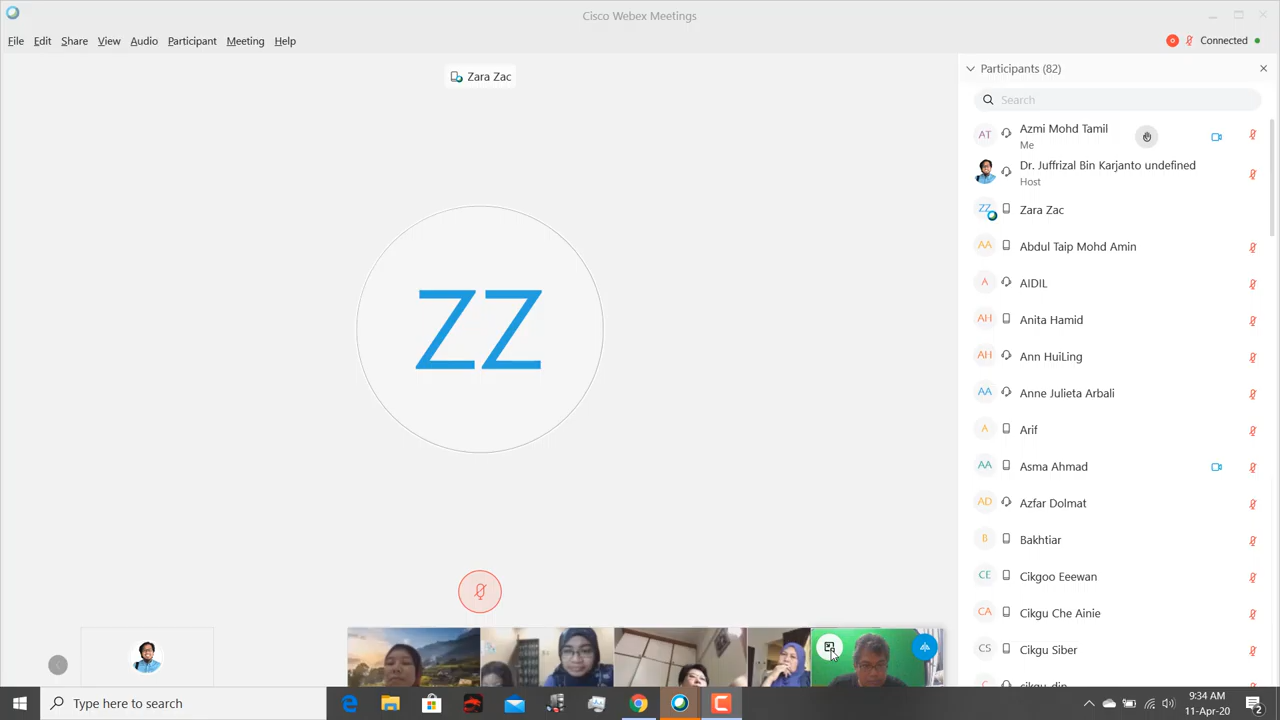 Cisco Webex Meetings
File Edit Share View Audio Participant Meeting Help
Connected
Zara Zac
ZZ
Participants (82)
Search
AT Azmi Mohd Tamil
Me
Dr. Juffrizal Bin Karjanto undefined
Host
ZZ Zara Zac
AA Abdul Taip Mohd Amin
A AIDIL
AH Anita Hamid
AH Ann HuiLing
AA Anne Julieta Arbali
A Arif
AA Asma Ahmad
AD Azfar Dolmat
B Bakhtiar
CE Cikgoo Eeewan
CA Cikgu Che Ainie
CS Cikgu Siber
Type here to search
9:34 AM
11-Apr-20
2